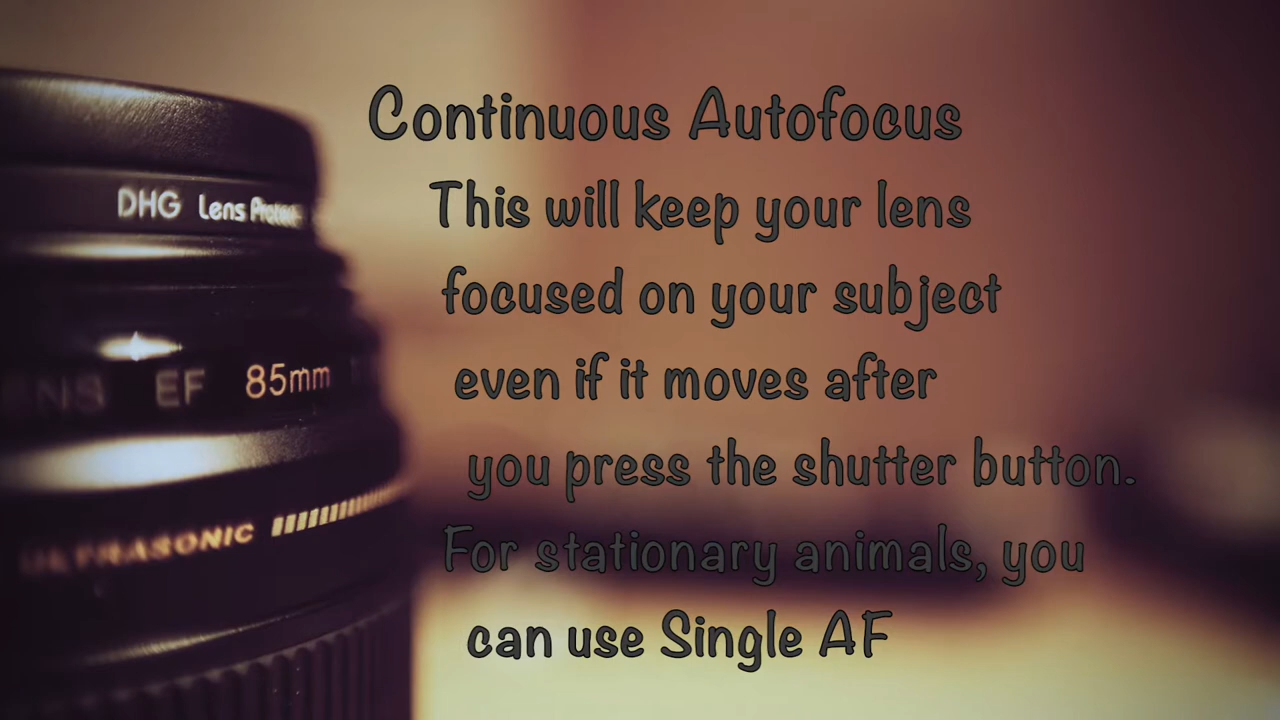 Continuous Autofocus
This will keep your lens
focused on your subject
even if it moves after
you press the shutter button.
For stationary animals, you
can use Single AF
DHG Lens Protect
LENS EF 85mm
ULTRASONIC